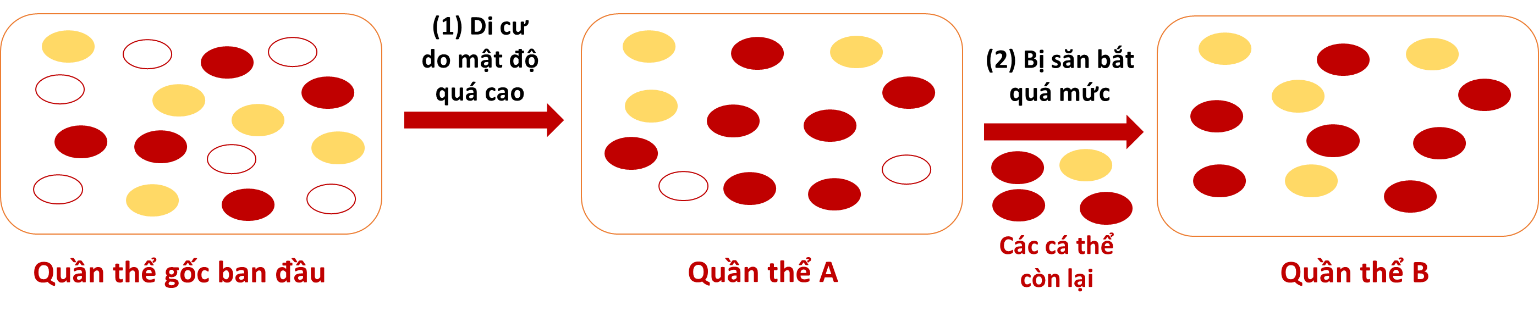 (1) Di cư
do mật độ
quá cao
(2) Bị săn bắt
quá mức
Các cá thể
còn lại
Quần thể gốc ban đầu
Quần thể A
Quần thể B